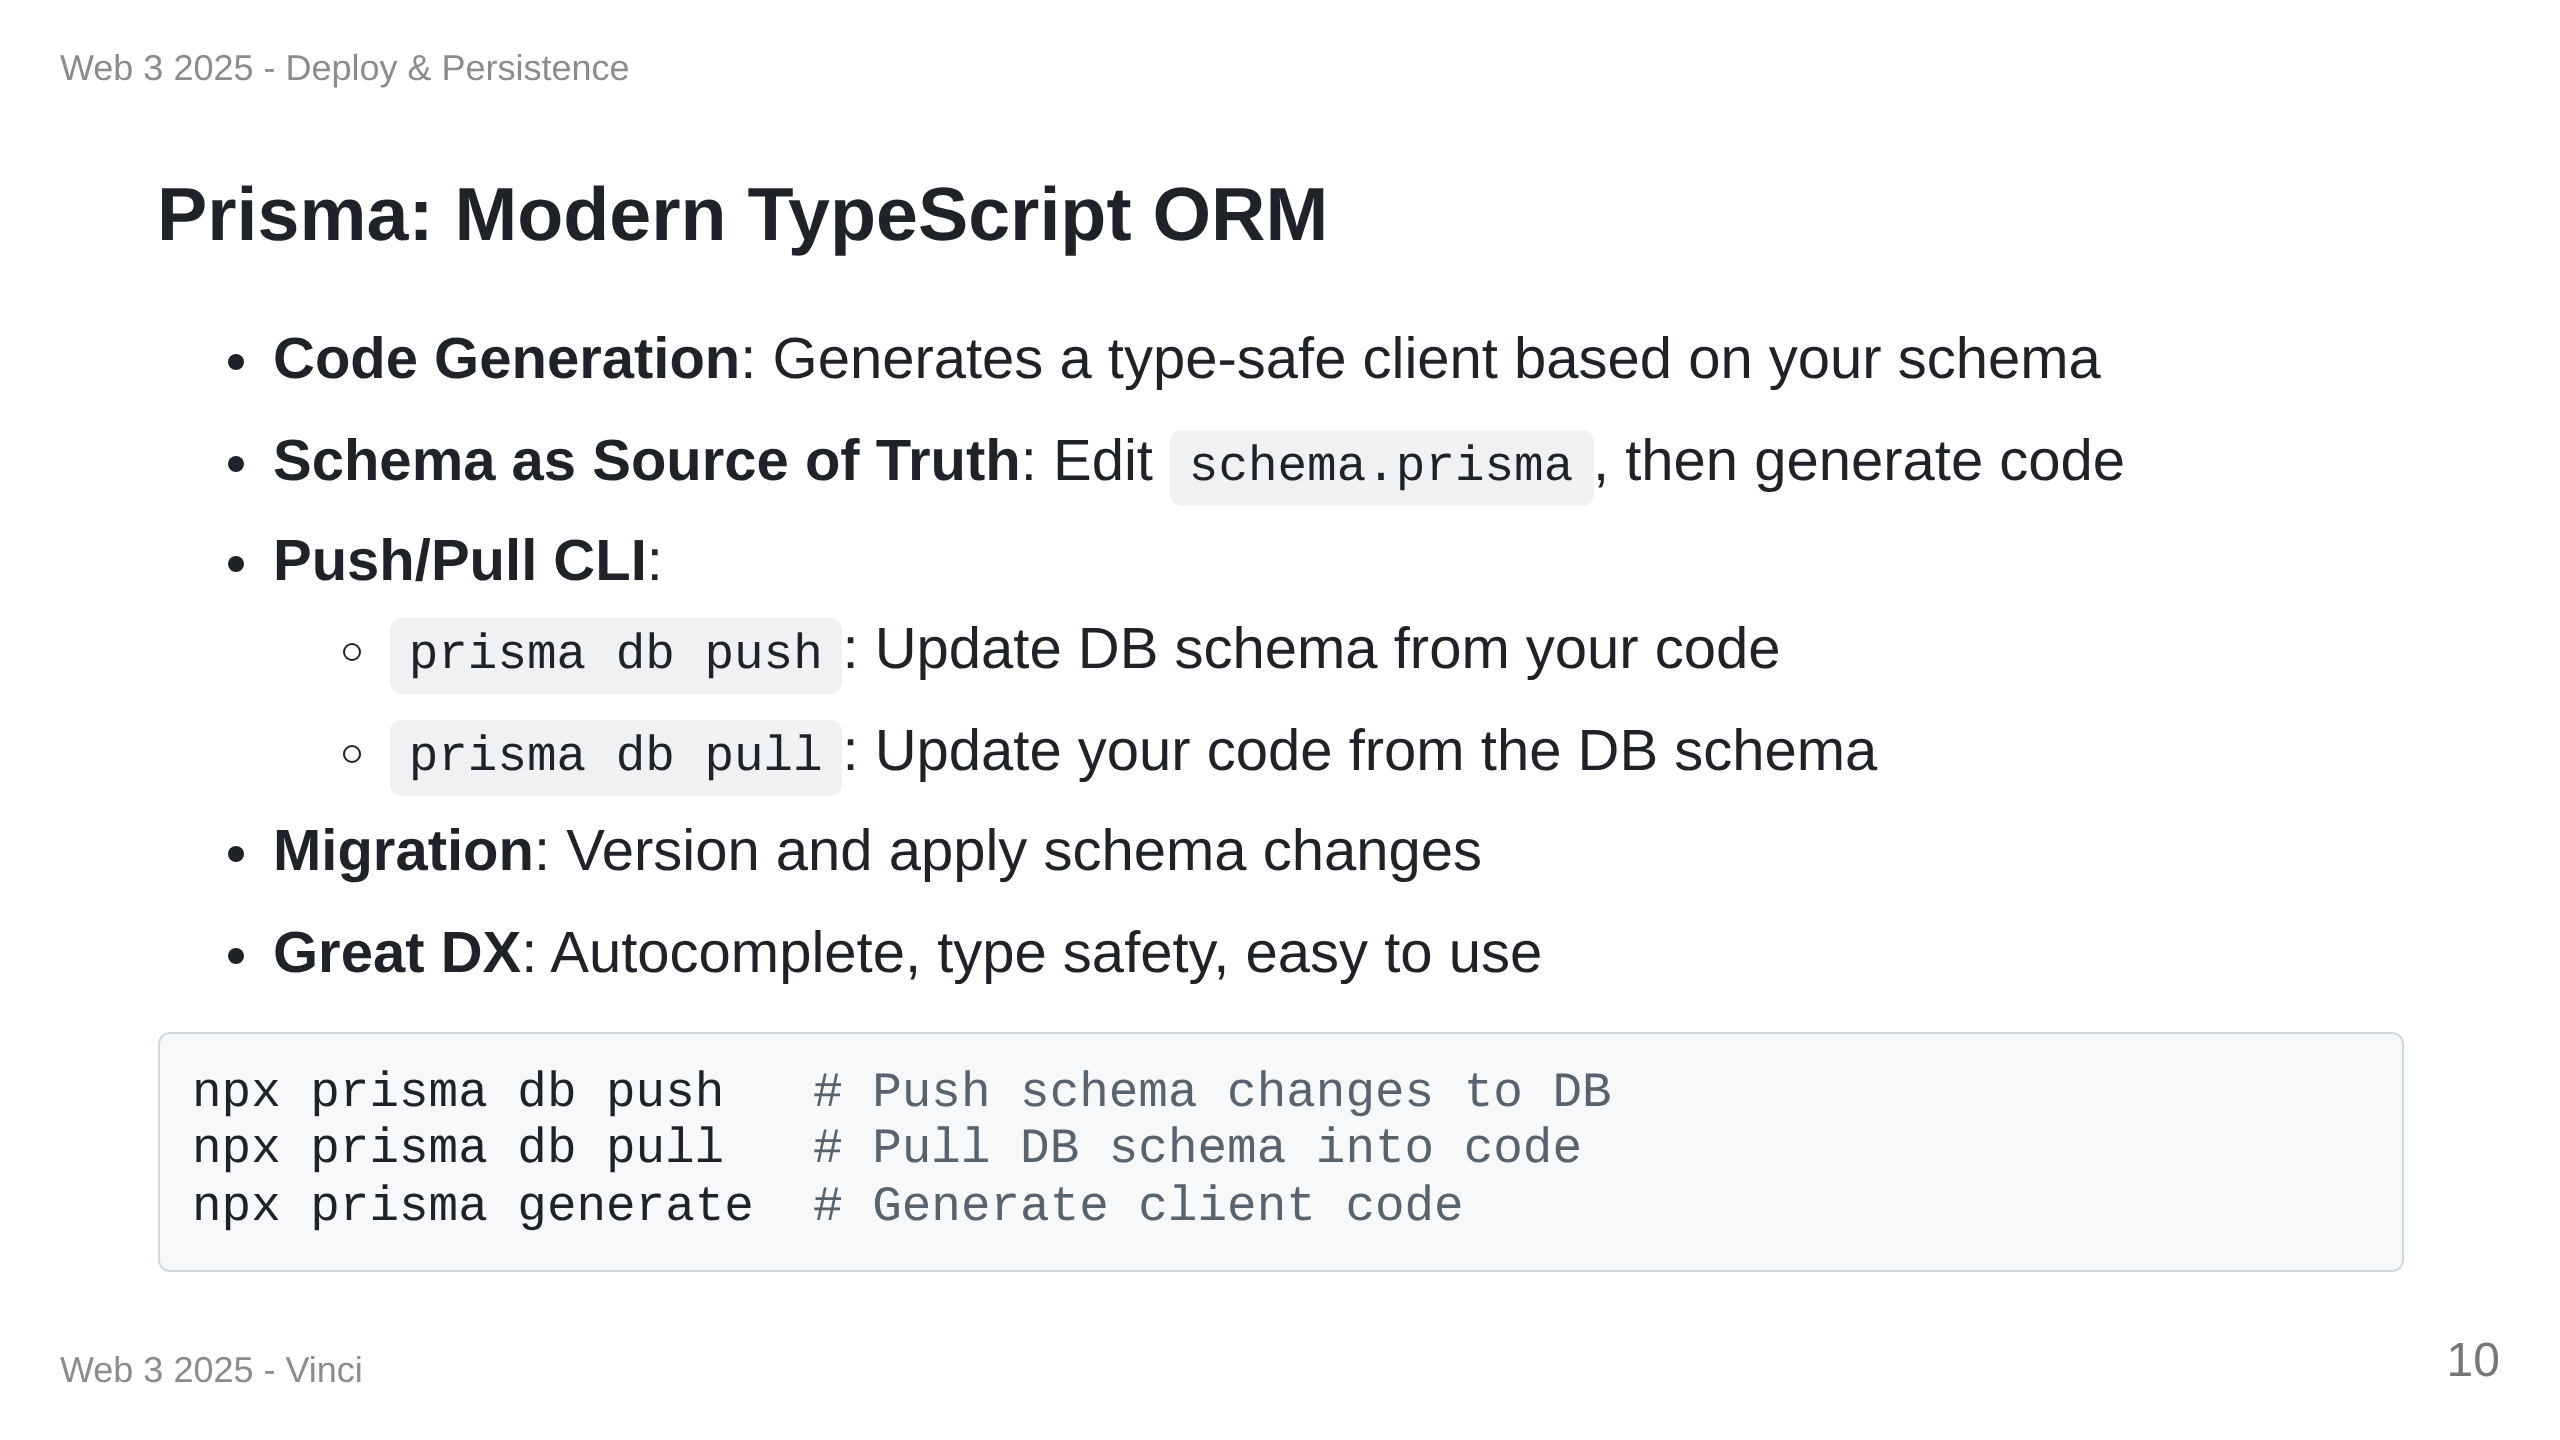 Web 3 2025 - Deploy & Persistence
Prisma: Modern TypeScript ORM
• Code Generation: Generates a type-safe client based on your schema
• Schema as Source of Truth: Edit schema.prisma, then generate code
• Push/Pull CLI:
○ prisma db push: Update DB schema from your code
○ prisma db pull: Update your code from the DB schema
• Migration: Version and apply schema changes
• Great DX: Autocomplete, type safety, easy to use
npx prisma db push   # Push schema changes to DB
npx prisma db pull   # Pull DB schema into code
npx prisma generate  # Generate client code
Web 3 2025 - Vinci
10